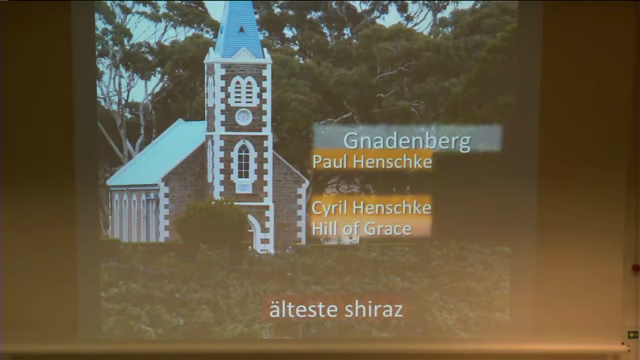 Gnadenberg
Paul Henschke
Cyril Henschke
Hill of Grace
älteste shiraz